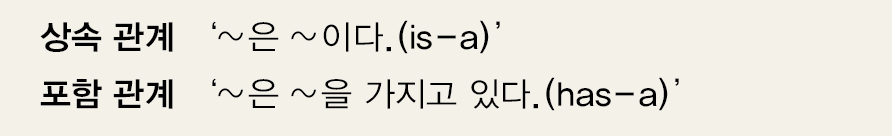 상속 관계 ‘~은 ~이다.(is-a)’
포함 관계 ‘~은 ~을 가지고 있다.(has-a)’